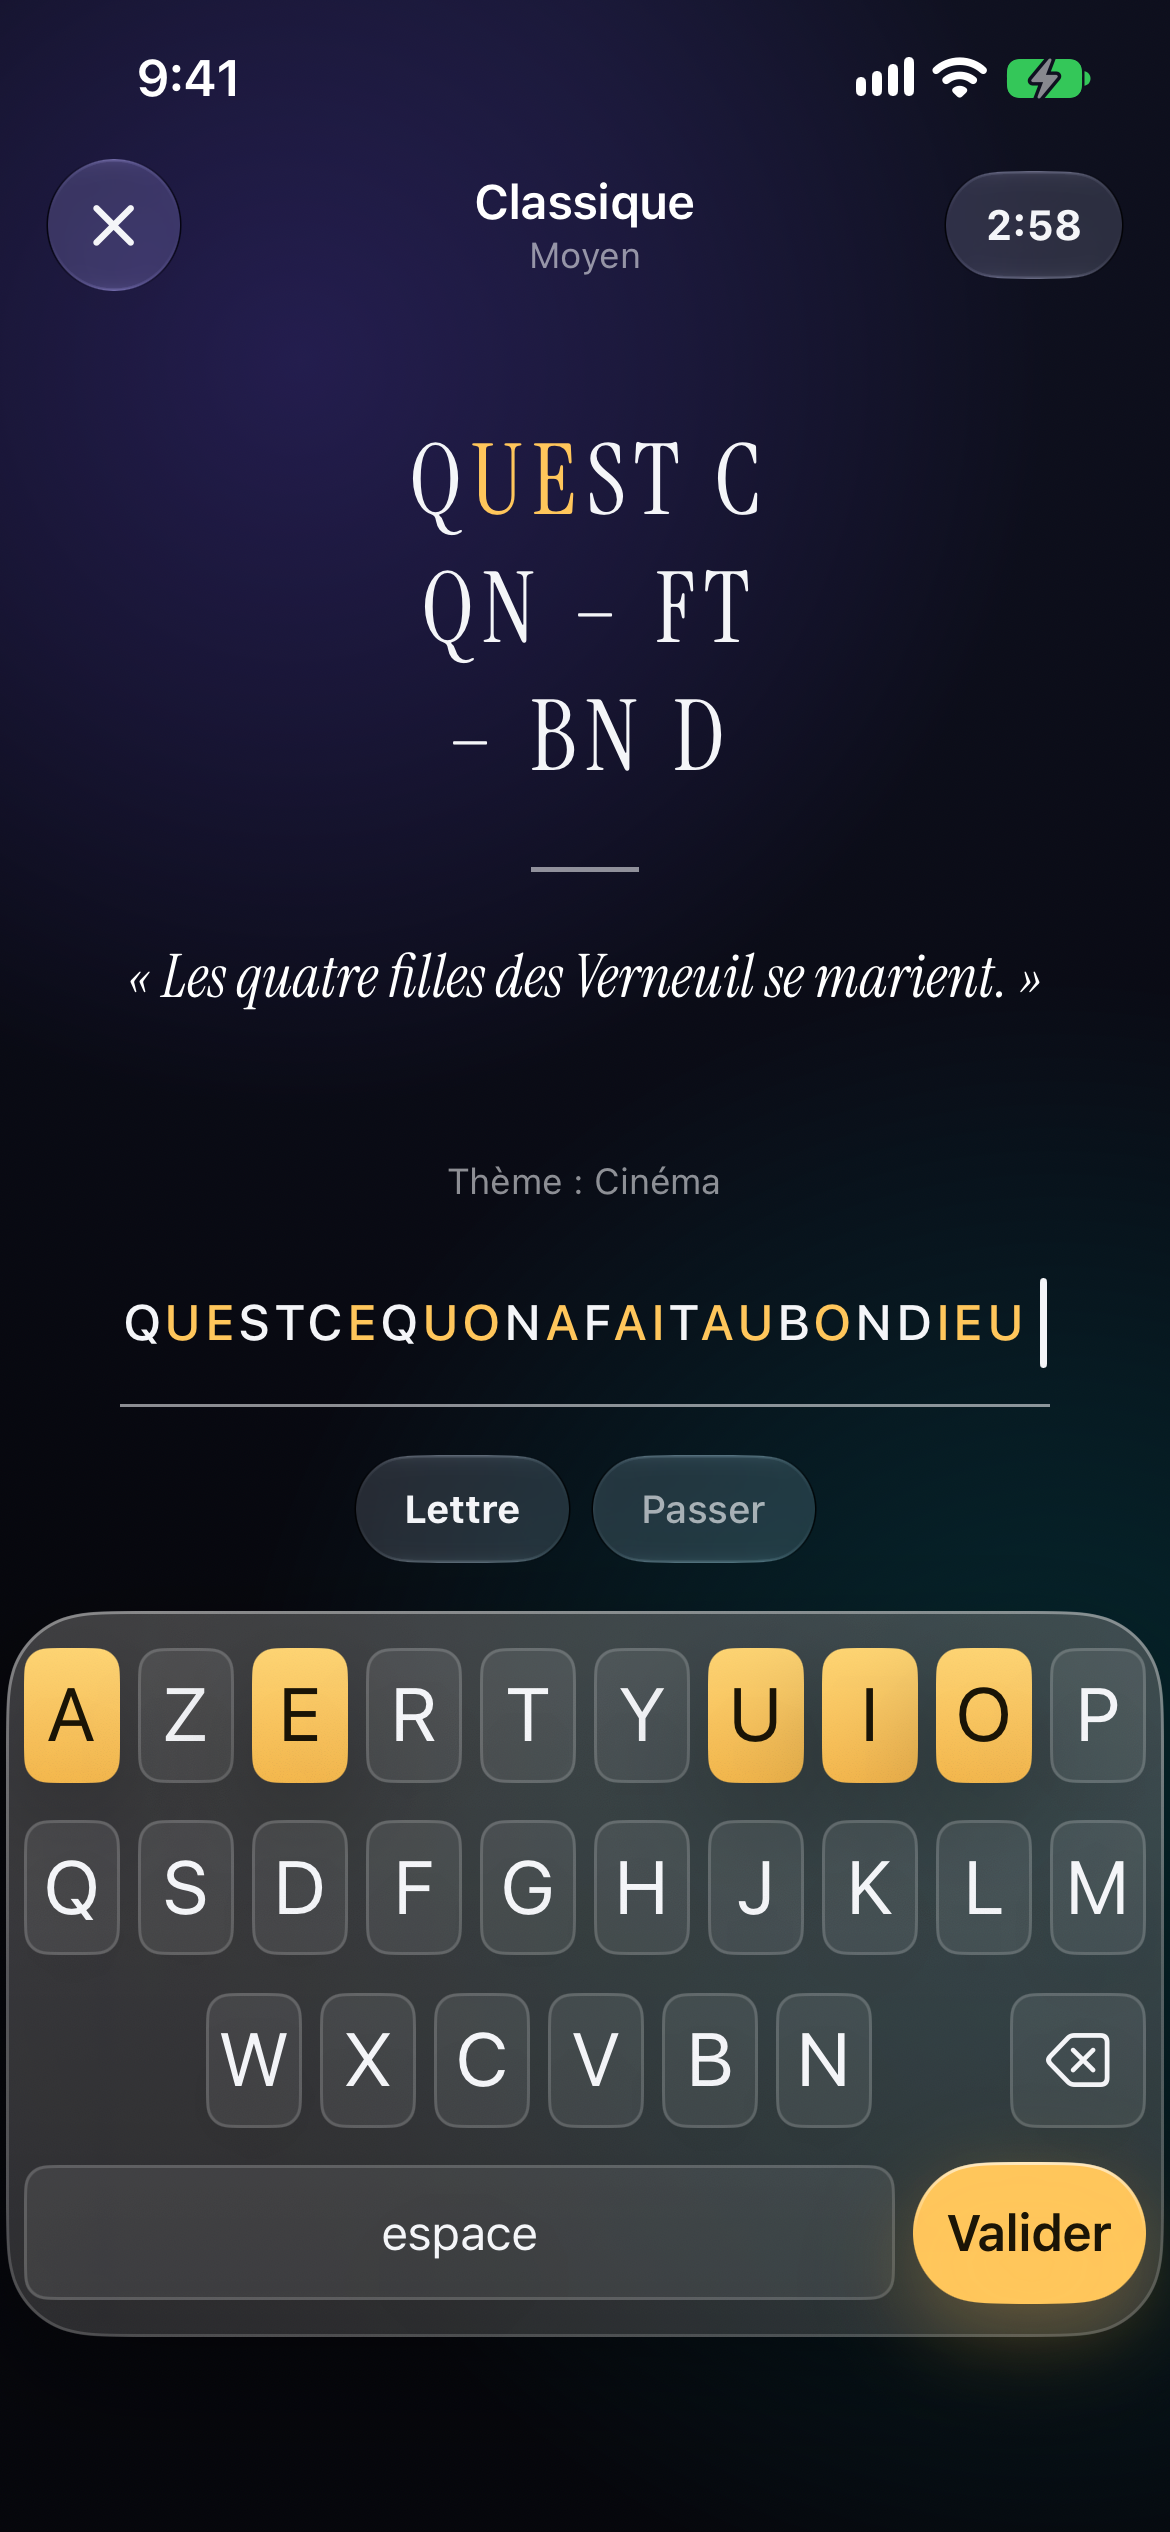 9:41
Classique
Moyen
2:58
QUEST C
QN – FT
– BN D
« Les quatre filles des Verneuil se marient. »
Thème : Cinéma
QUESTCEQUONAFAITAUBONDIEU
Lettre
Passer
A Z E R T Y U I O P
Q S D F G H J K L M
W X C V B N
espace
Valider